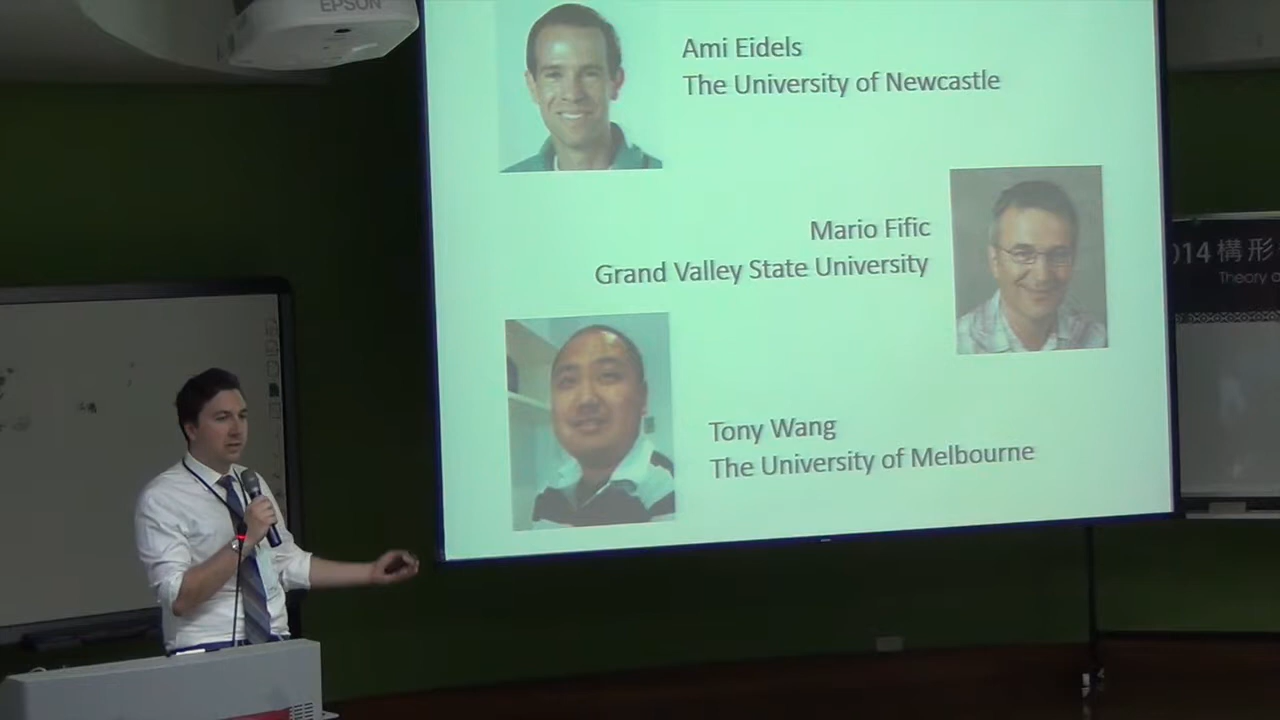 EPSON
Ami Eidels
The University of Newcastle
Mario Fific
Grand Valley State University
014 構形
Theory
Tony Wang
The University of Melbourne